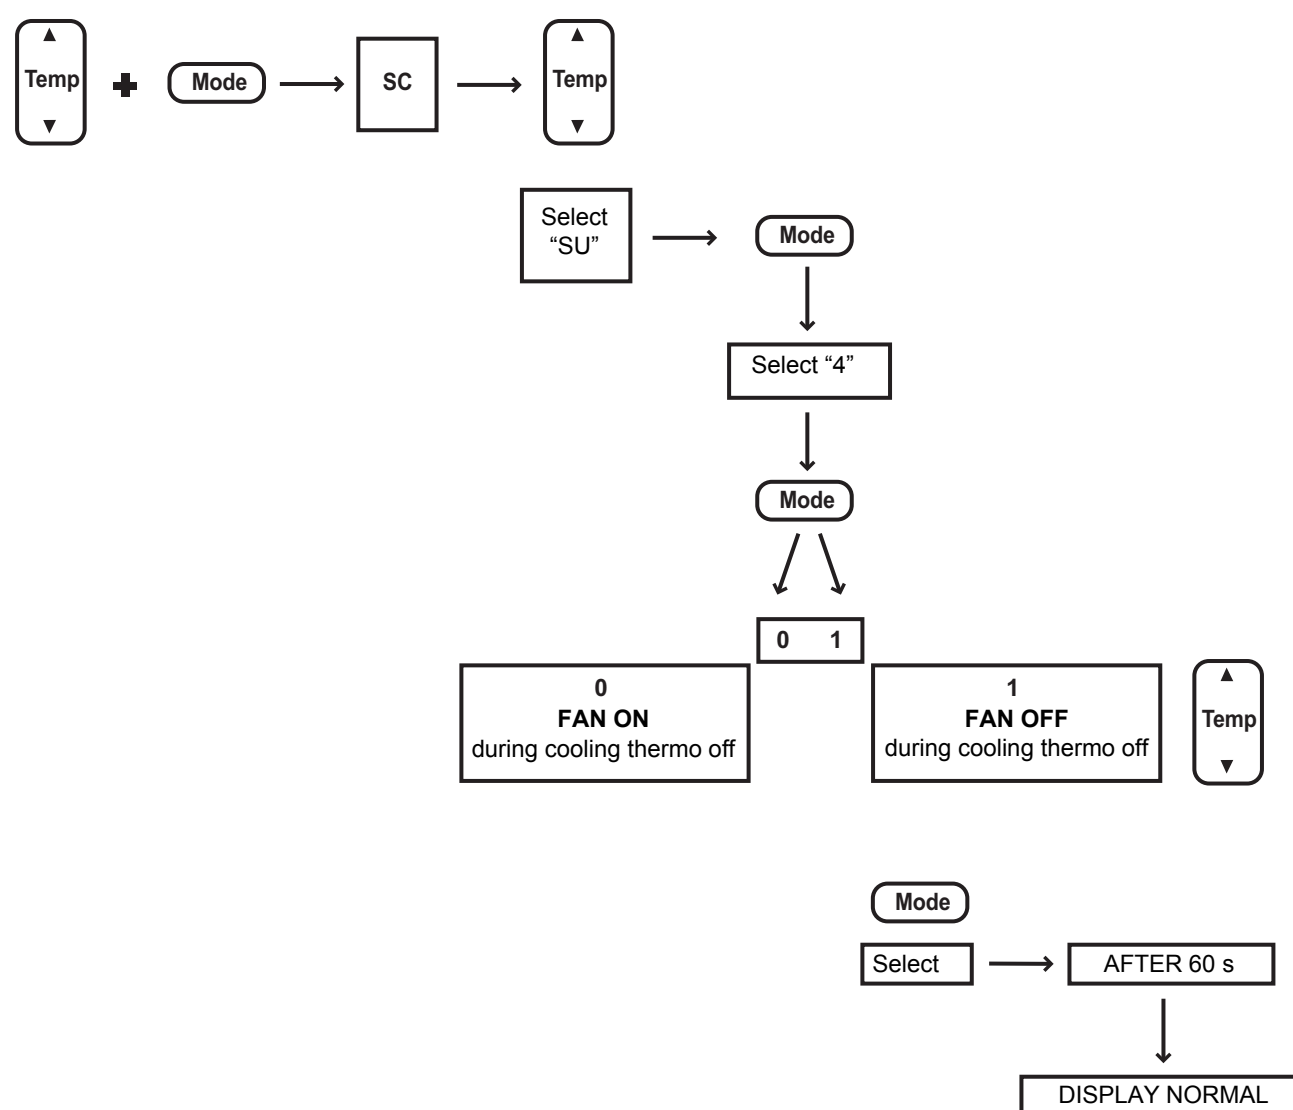 ▲
Temp
▼
+
Mode
SC
▲
Temp
▼
Select
“SU”
Mode
Select “4”
Mode
0 1
0
FAN ON
during cooling thermo off
1
FAN OFF
during cooling thermo off
▲
Temp
▼
Mode
Select
AFTER 60 s
DISPLAY NORMAL